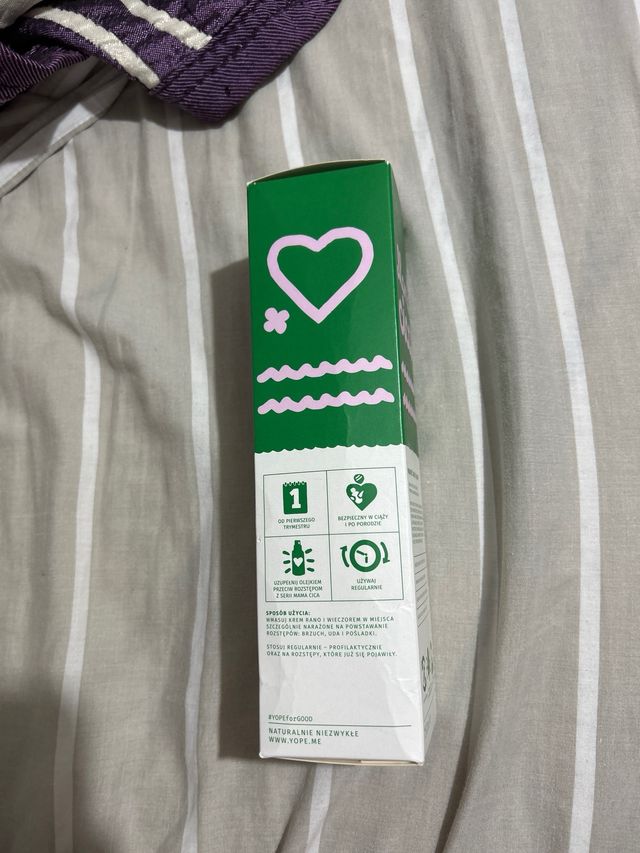 1
OD PIERWSZEGO
TRYMESTRU
BEZPIECZNY W CIĄŻY
I PO PORODZIE
UZUPEŁNIJ OLEJKIEM
PRZECIW ROZSTĘPOM
Z SERII MAMA CICA
UŻYWAJ
REGULARNIE
SPOSÓB UŻYCIA:
WMASUJ KREM RANO I WIECZOREM W MIEJSCA
SZCZEGÓLNIE NARAŻONE NA POWSTAWANIE
ROZSTĘPÓW: BRZUCH, UDA I POŚLADKI.
STOSUJ REGULARNIE – PROFILAKTYCZNIE
ORAZ NA ROZSTĘPY, KTÓRE JUŻ SIĘ POJAWIŁY.
#YOPEforGOOD
NATURALNIE NIEZWYKŁE
WWW.YOPE.ME